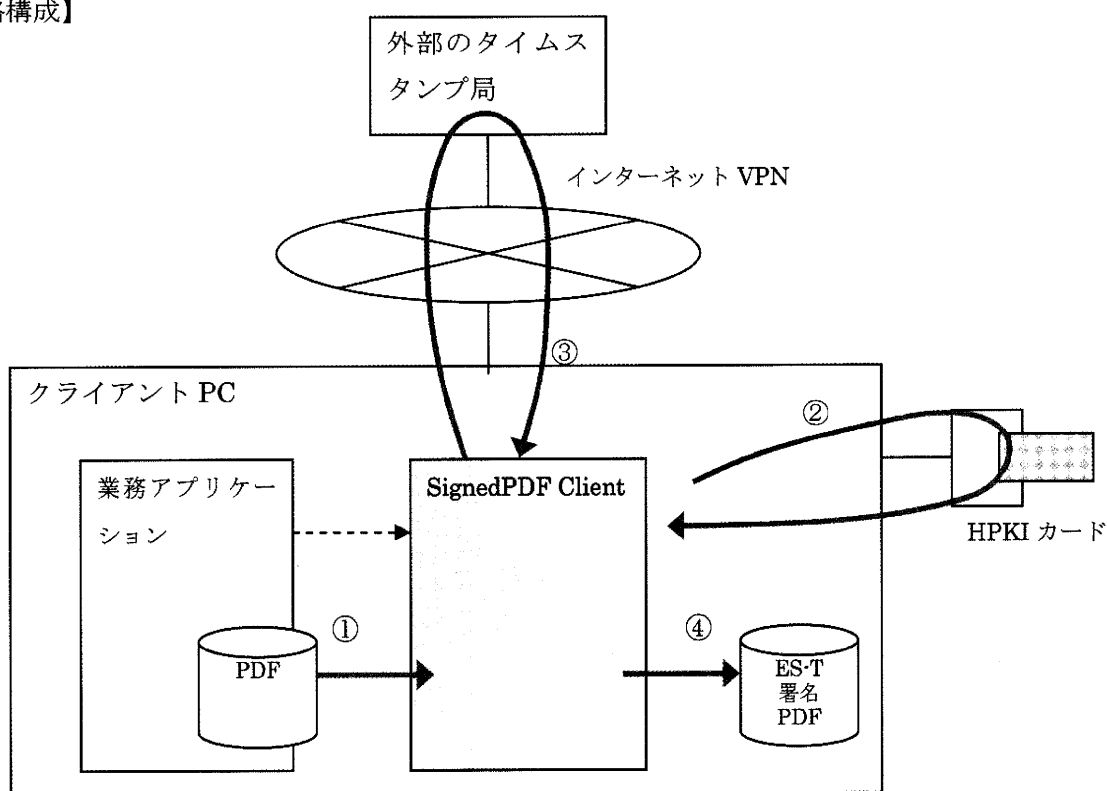 構成】
外部のタイムス
タンプ局
インターネット VPN
③
クライアント PC
②
業務アプリケー
ション
SignedPDF Client
HPKI カード
①
④
PDF
ES-T
署名
PDF